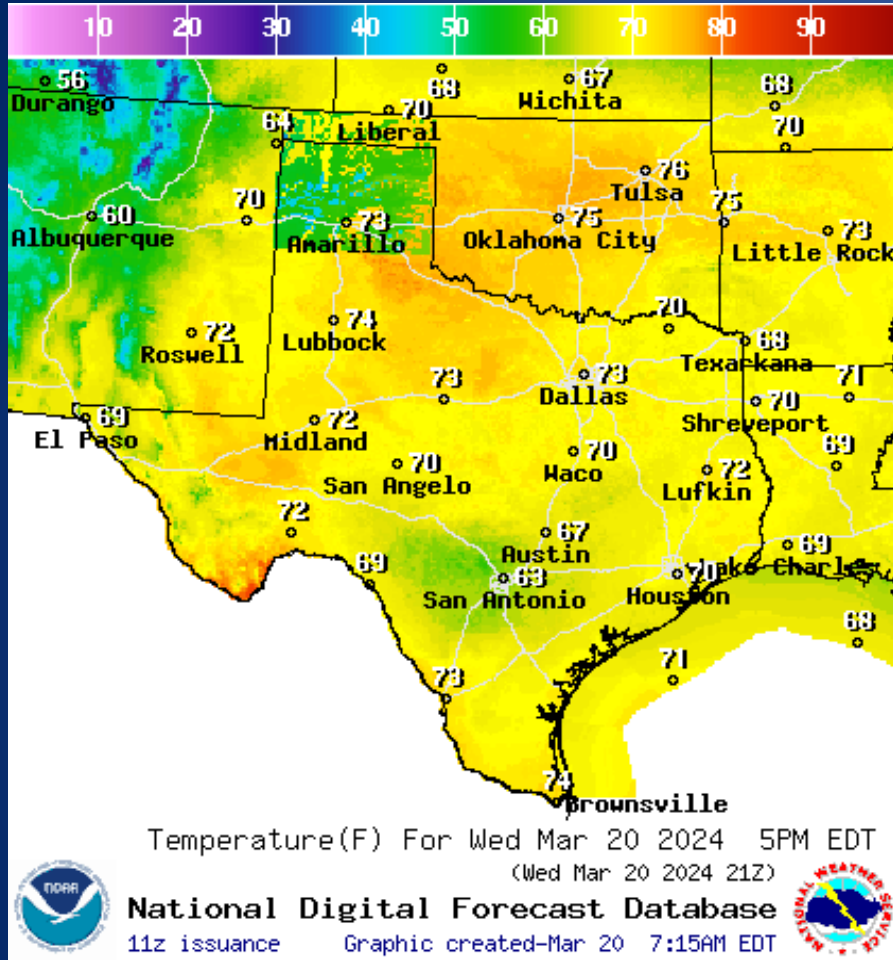 10 20 30 40 50 60 70 80 90
56 68 67 68
Durango Wichita
64 70 70
Liberal
76
Tulsa
60 70 73 75 75 73
Albuquerque Amarillo Oklahoma City Little Rock
72 74 70 68
Roswell Lubbock Texarkana
73 73 71
Dallas
69 72 70
El Paso Midland Shreveport
70 70 72 69
San Angelo Waco Lufkin
72 67 69
Austin
69 63 70 Lake Charles
San Antonio Houston
68
73 71
74
Brownsville
Temperature(F) For Wed Mar 20 2024 5PM EDT
(Wed Mar 20 2024 21Z)
NOAA
National Digital Forecast Database
11z issuance Graphic created-Mar 20 7:15AM EDT
NATIONAL WEATHER SERVICE